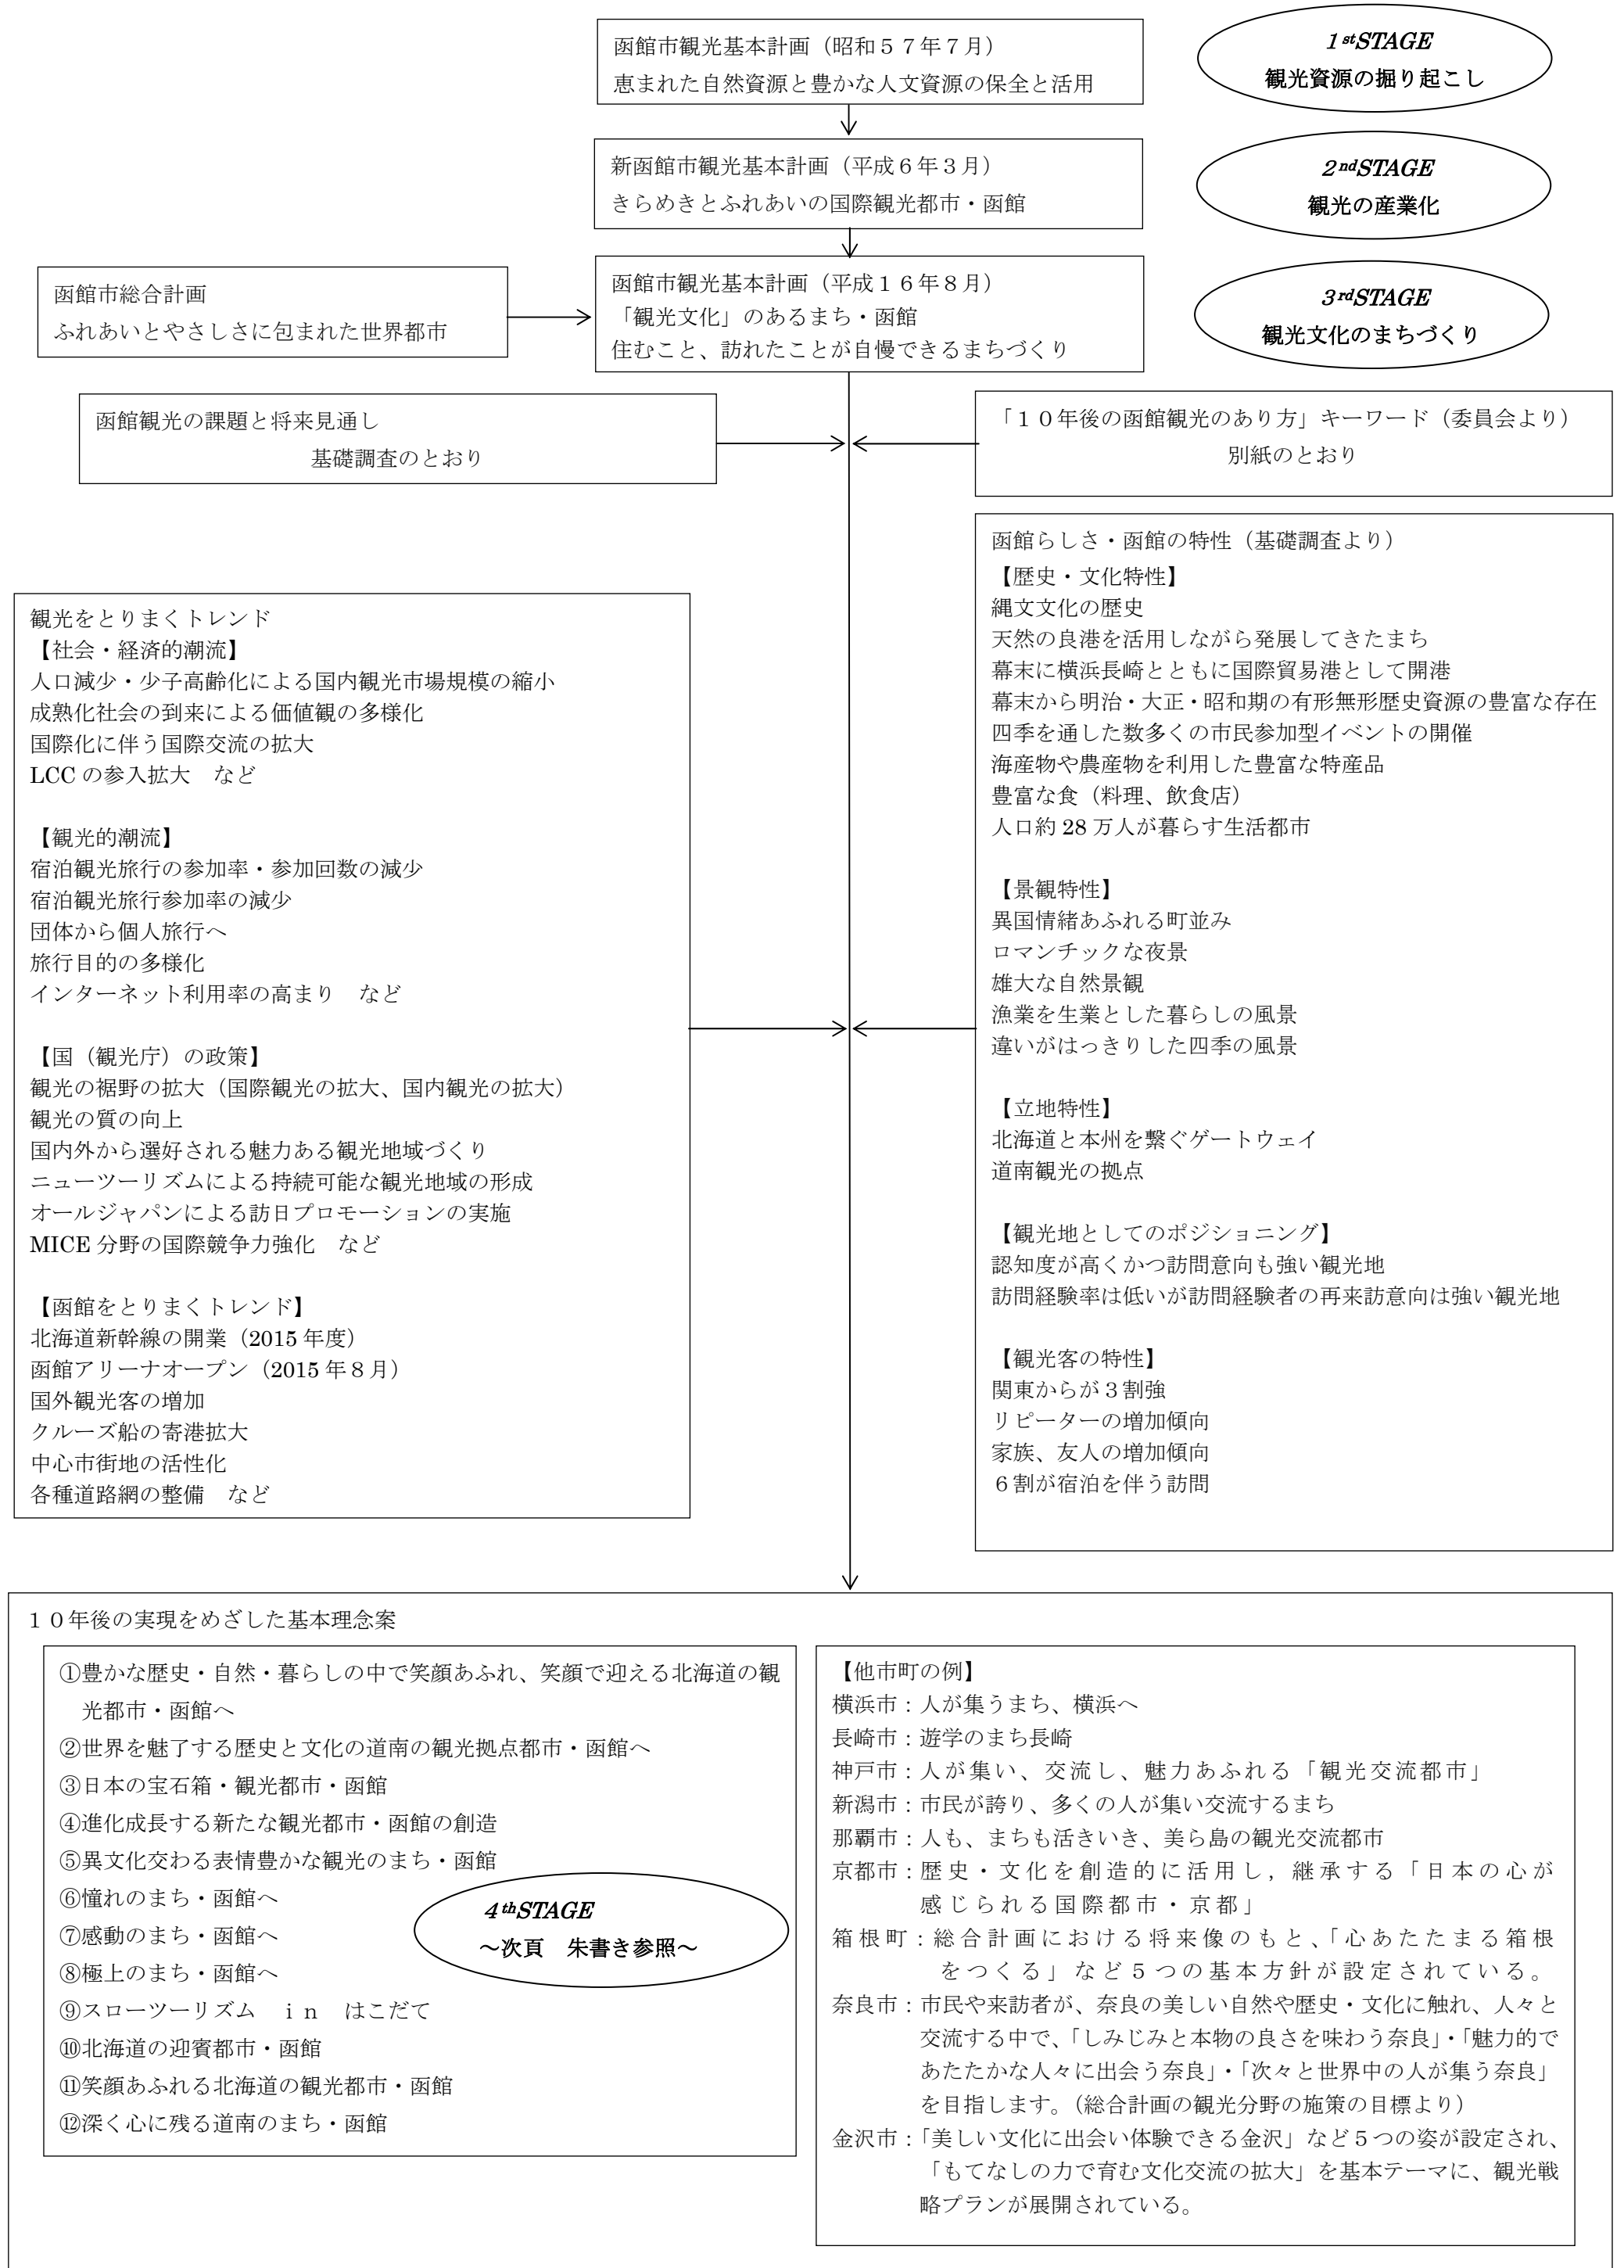 函館市観光基本計画（昭和５７年７月）
恵まれた自然資源と豊かな人文資源の保全と活用
1stSTAGE
観光資源の掘り起こし
新函館市観光基本計画（平成６年３月）
きらめきとふれあいの国際観光都市・函館
2ndSTAGE
観光の産業化
函館市総合計画
ふれあいとやさしさに包まれた世界都市
函館市観光基本計画（平成１６年８月）
「観光文化」のあるまち・函館
住むこと、訪れたことが自慢できるまちづくり
3rdSTAGE
観光文化のまちづくり
函館観光の課題と将来見通し
基礎調査のとおり
「１０年後の函館観光のあり方」キーワード（委員会より）
別紙のとおり
観光をとりまくトレンド
【社会・経済的潮流】
人口減少・少子高齢化による国内観光市場規模の縮小
成熟化社会の到来による価値観の多様化
国際化に伴う国際交流の拡大
LCC の参入拡大　など
【観光的潮流】
宿泊観光旅行の参加率・参加回数の減少
宿泊観光旅行参加率の減少
団体から個人旅行へ
旅行目的の多様化
インターネット利用率の高まり　など
【国（観光庁）の政策】
観光の裾野の拡大（国際観光の拡大、国内観光の拡大）
観光の質の向上
国内外から選好される魅力ある観光地域づくり
ニューツーリズムによる持続可能な観光地域の形成
オールジャパンによる訪日プロモーションの実施
MICE 分野の国際競争力強化　など
【函館をとりまくトレンド】
北海道新幹線の開業（2015 年度）
函館アリーナオープン（2015 年８月）
国外観光客の増加
クルーズ船の寄港拡大
中心市街地の活性化
各種道路網の整備　など
函館らしさ・函館の特性（基礎調査より）
【歴史・文化特性】
縄文文化の歴史
天然の良港を活用しながら発展してきたまち
幕末に横浜長崎とともに国際貿易港として開港
幕末から明治・大正・昭和期の有形無形歴史資源の豊富な存在
四季を通した数多くの市民参加型イベントの開催
海産物や農産物を利用した豊富な特産品
豊富な食（料理、飲食店）
人口約 28 万人が暮らす生活都市
【景観特性】
異国情緒あふれる町並み
ロマンチックな夜景
雄大な自然景観
漁業を生業とした暮らしの風景
違いがはっきりした四季の風景
【立地特性】
北海道と本州を繋ぐゲートウェイ
道南観光の拠点
【観光地としてのポジショニング】
認知度が高くかつ訪問意向も強い観光地
訪問経験率は低いが訪問経験者の再来訪意向は強い観光地
【観光客の特性】
関東からが３割強
リピーターの増加傾向
家族、友人の増加傾向
６割が宿泊を伴う訪問
１０年後の実現をめざした基本理念案
①豊かな歴史・自然・暮らしの中で笑顔あふれ、笑顔で迎える北海道の観
光都市・函館へ
②世界を魅了する歴史と文化の道南の観光拠点都市・函館へ
③日本の宝石箱・観光都市・函館
④進化成長する新たな観光都市・函館の創造
⑤異文化交わる表情豊かな観光のまち・函館
⑥憧れのまち・函館へ
⑦感動のまち・函館へ
⑧極上のまち・函館へ
⑨スローツーリズム　ｉｎ　はこだて
⑩北海道の迎賓都市・函館
⑪笑顔あふれる北海道の観光都市・函館
⑫深く心に残る道南のまち・函館
4thSTAGE
～次頁　朱書き参照～
【他市町の例】
横浜市：人が集うまち、横浜へ
長崎市：遊学のまち長崎
神戸市：人が集い、交流し、魅力あふれる「観光交流都市」
新潟市：市民が誇り、多くの人が集い交流するまち
那覇市：人も、まちも活きいき、美ら島の観光交流都市
京都市：歴史・文化を創造的に活用し，継承する「日本の心が
感じられる国際都市・京都」
箱根町：総合計画における将来像のもと、「心あたたまる箱根
をつくる」など５つの基本方針が設定されている。
奈良市：市民や来訪者が、奈良の美しい自然や歴史・文化に触れ、人々と
交流する中で、「しみじみと本物の良さを味わう奈良」・「魅力的で
あたたかな人々に出会う奈良」・「次々と世界中の人が集う奈良」
を目指します。（総合計画の観光分野の施策の目標より）
金沢市：「美しい文化に出会い体験できる金沢」など５つの姿が設定され、
「もてなしの力で育む文化交流の拡大」を基本テーマに、観光戦
略プランが展開されている。